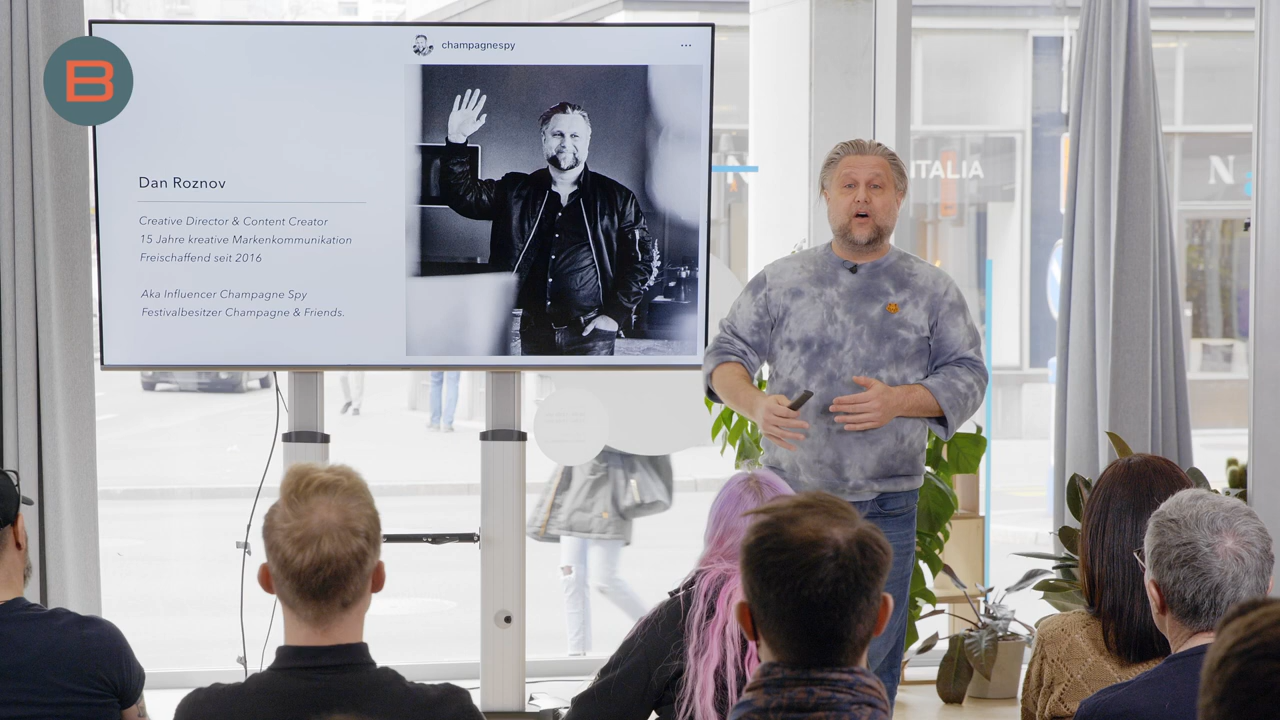 B
champagnespy
Dan Roznov
Creative Director & Content Creator
15 Jahre kreative Markenkommunikation
Freischaffend seit 2016
Aka Influencer Champagne Spy
Festivalbesitzer Champagne & Friends.
N
ITALIA
N